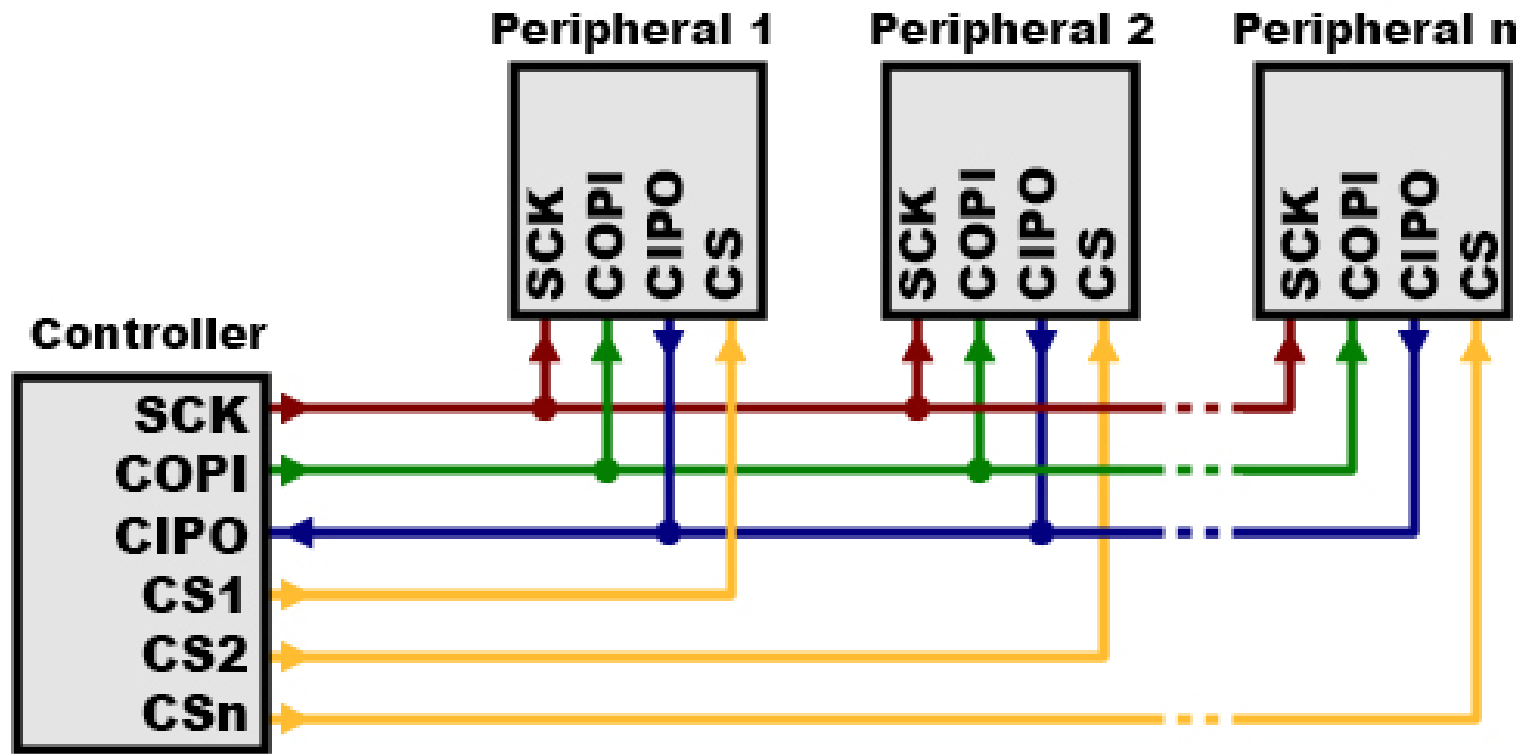 Peripheral 1
SCK
COPI
CIPO
CS
Peripheral 2
SCK
COPI
CIPO
CS
Peripheral n
SCK
COPI
CIPO
CS
Controller
SCK
COPI
CIPO
CS1
CS2
CSn